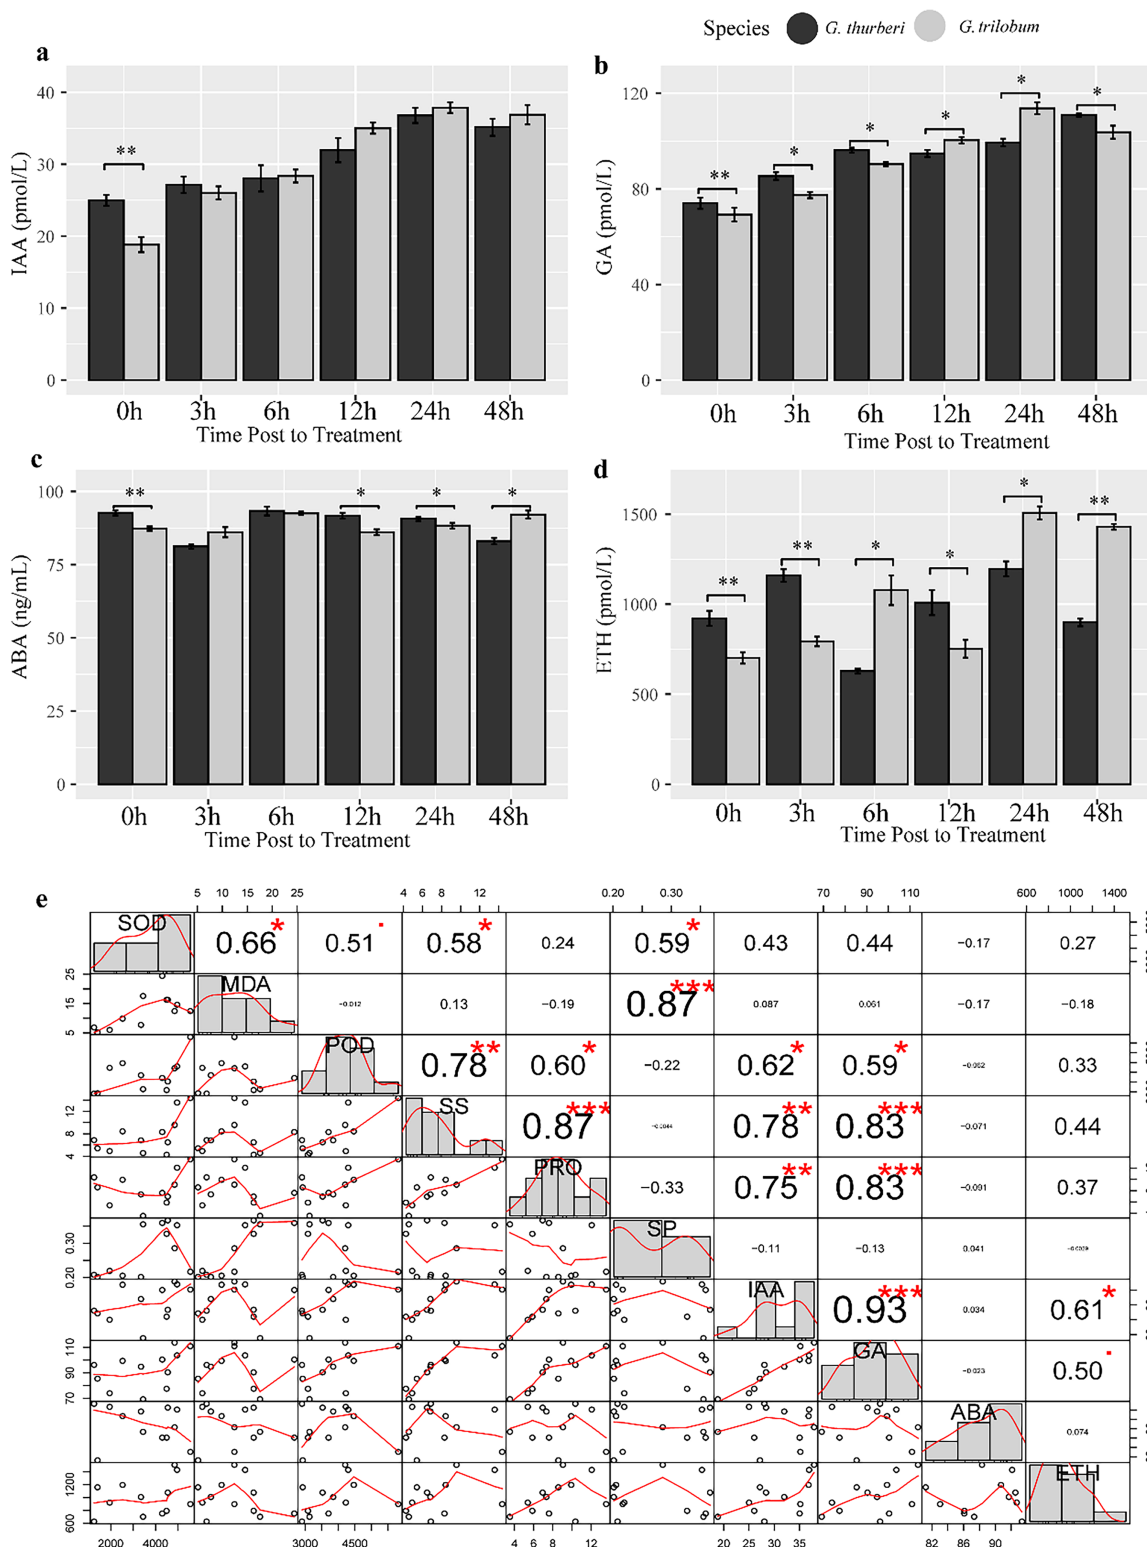 Species G. thurberi G. trilobum
a
**
IAA (pmol/L)
40
30
20
10
0
0h 3h 6h 12h 24h 48h
Time Post to Treatment
b
** * * * * *
GA (pmol/L)
120
80
40
0
0h 3h 6h 12h 24h 48h
Time Post to Treatment
c
** * * *
ABA (ng/mL)
100
75
50
25
0
0h 3h 6h 12h 24h 48h
Time Post to Treatment
d
** ** * * * **
ETH (pmol/L)
1500
1000
500
0
0h 3h 6h 12h 24h 48h
Time Post to Treatment
e
5 10 15 20 25 4 6 8 12 0.20 0.30 70 90 110 600 1000 1400
SOD 0.66* 0.51. 0.58* 0.24 0.59* 0.43 0.44 −0.17 0.27
25
5 15
MDA −0.012 0.13 −0.19 0.87*** 0.087 0.061 −0.17 −0.18
POD 0.78** 0.60* −0.22 0.62* 0.59* 0.33
4 8 12
SS 0.87*** 0.78** 0.83*** −0.071 0.44
PRO −0.33 0.75** 0.83*** −0.091 0.37
0.20 0.30
SP −0.11 −0.13 0.041
IAA 0.93*** 0.034 0.61*
70 90 110
GA −0.023 0.50.
ABA 0.074
600 1200
ETH
2000 4000 3000 4500 4 6 8 12 20 25 30 35 82 86 90